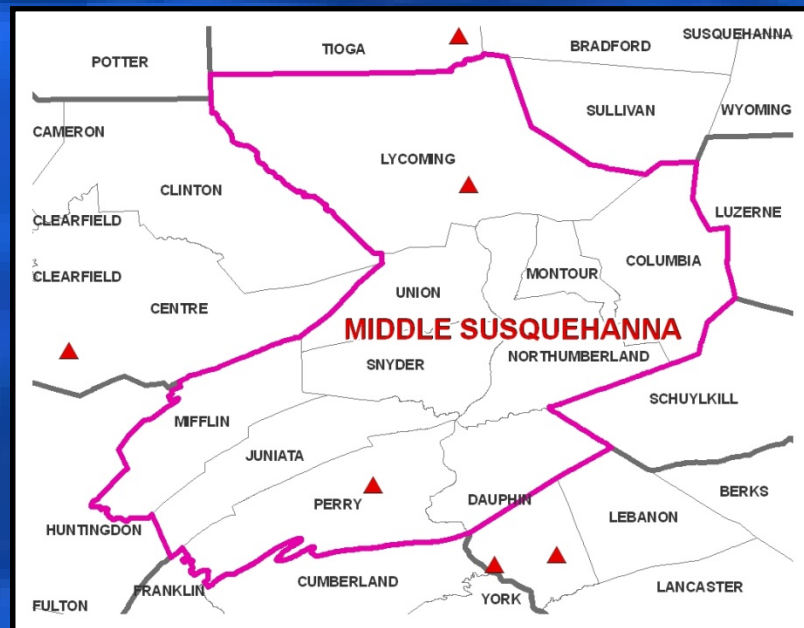 SUSQUEHANNA
TIOGA
BRADFORD
POTTER
SULLIVAN
WYOMING
CAMERON
LYCOMING
CLINTON
LUZERNE
CLEARFIELD
COLUMBIA
CLEARFIELD
MONTOUR
UNION
CENTRE
MIDDLE SUSQUEHANNA
NORTHUMBERLAND
SNYDER
SCHUYLKILL
MIFFLIN
JUNIATA
BERKS
DAUPHIN
PERRY
LEBANON
HUNTINGDON
CUMBERLAND
LANCASTER
FRANKLIN
YORK
FULTON